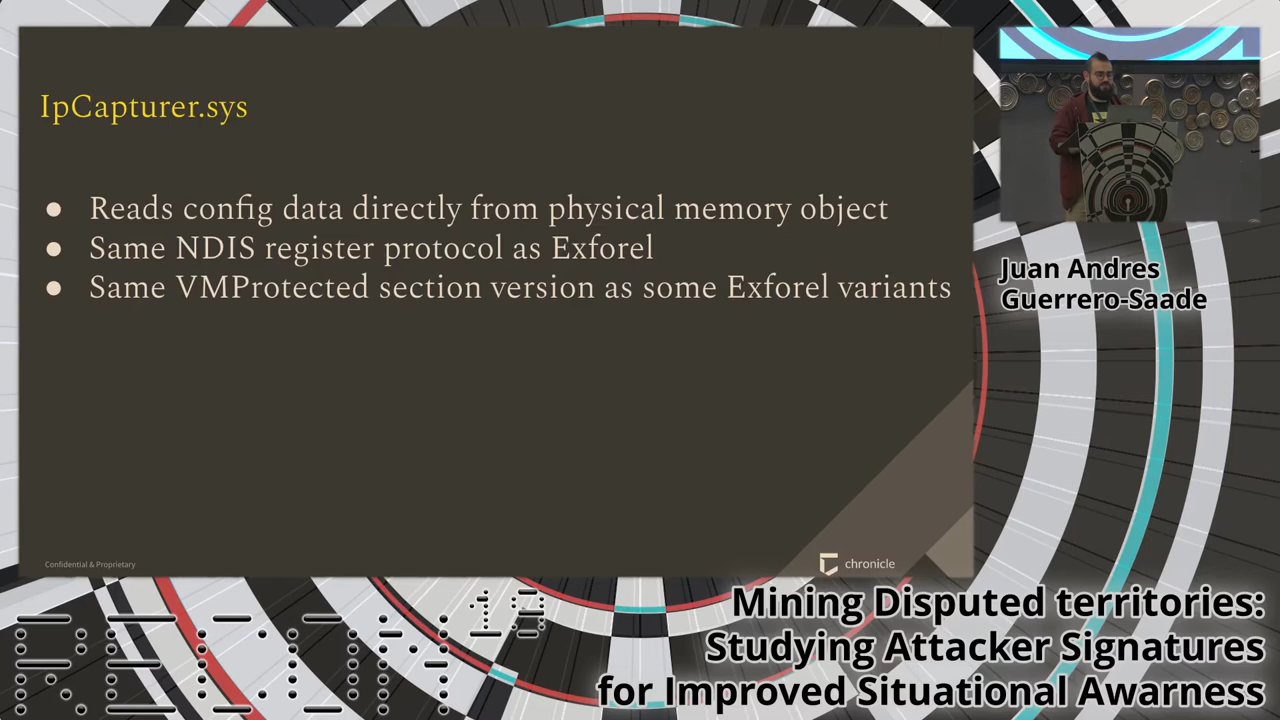 IpCapturer.sys
● Reads config data directly from physical memory object
● Same NDIS register protocol as Exforel
● Same VMProtected section version as some Exforel variants
Confidential & Proprietary
chronicle
Juan Andres
Guerrero-Saade
RECON 18
Mining Disputed territories:
Studying Attacker Signatures
for Improved Situational Awarness